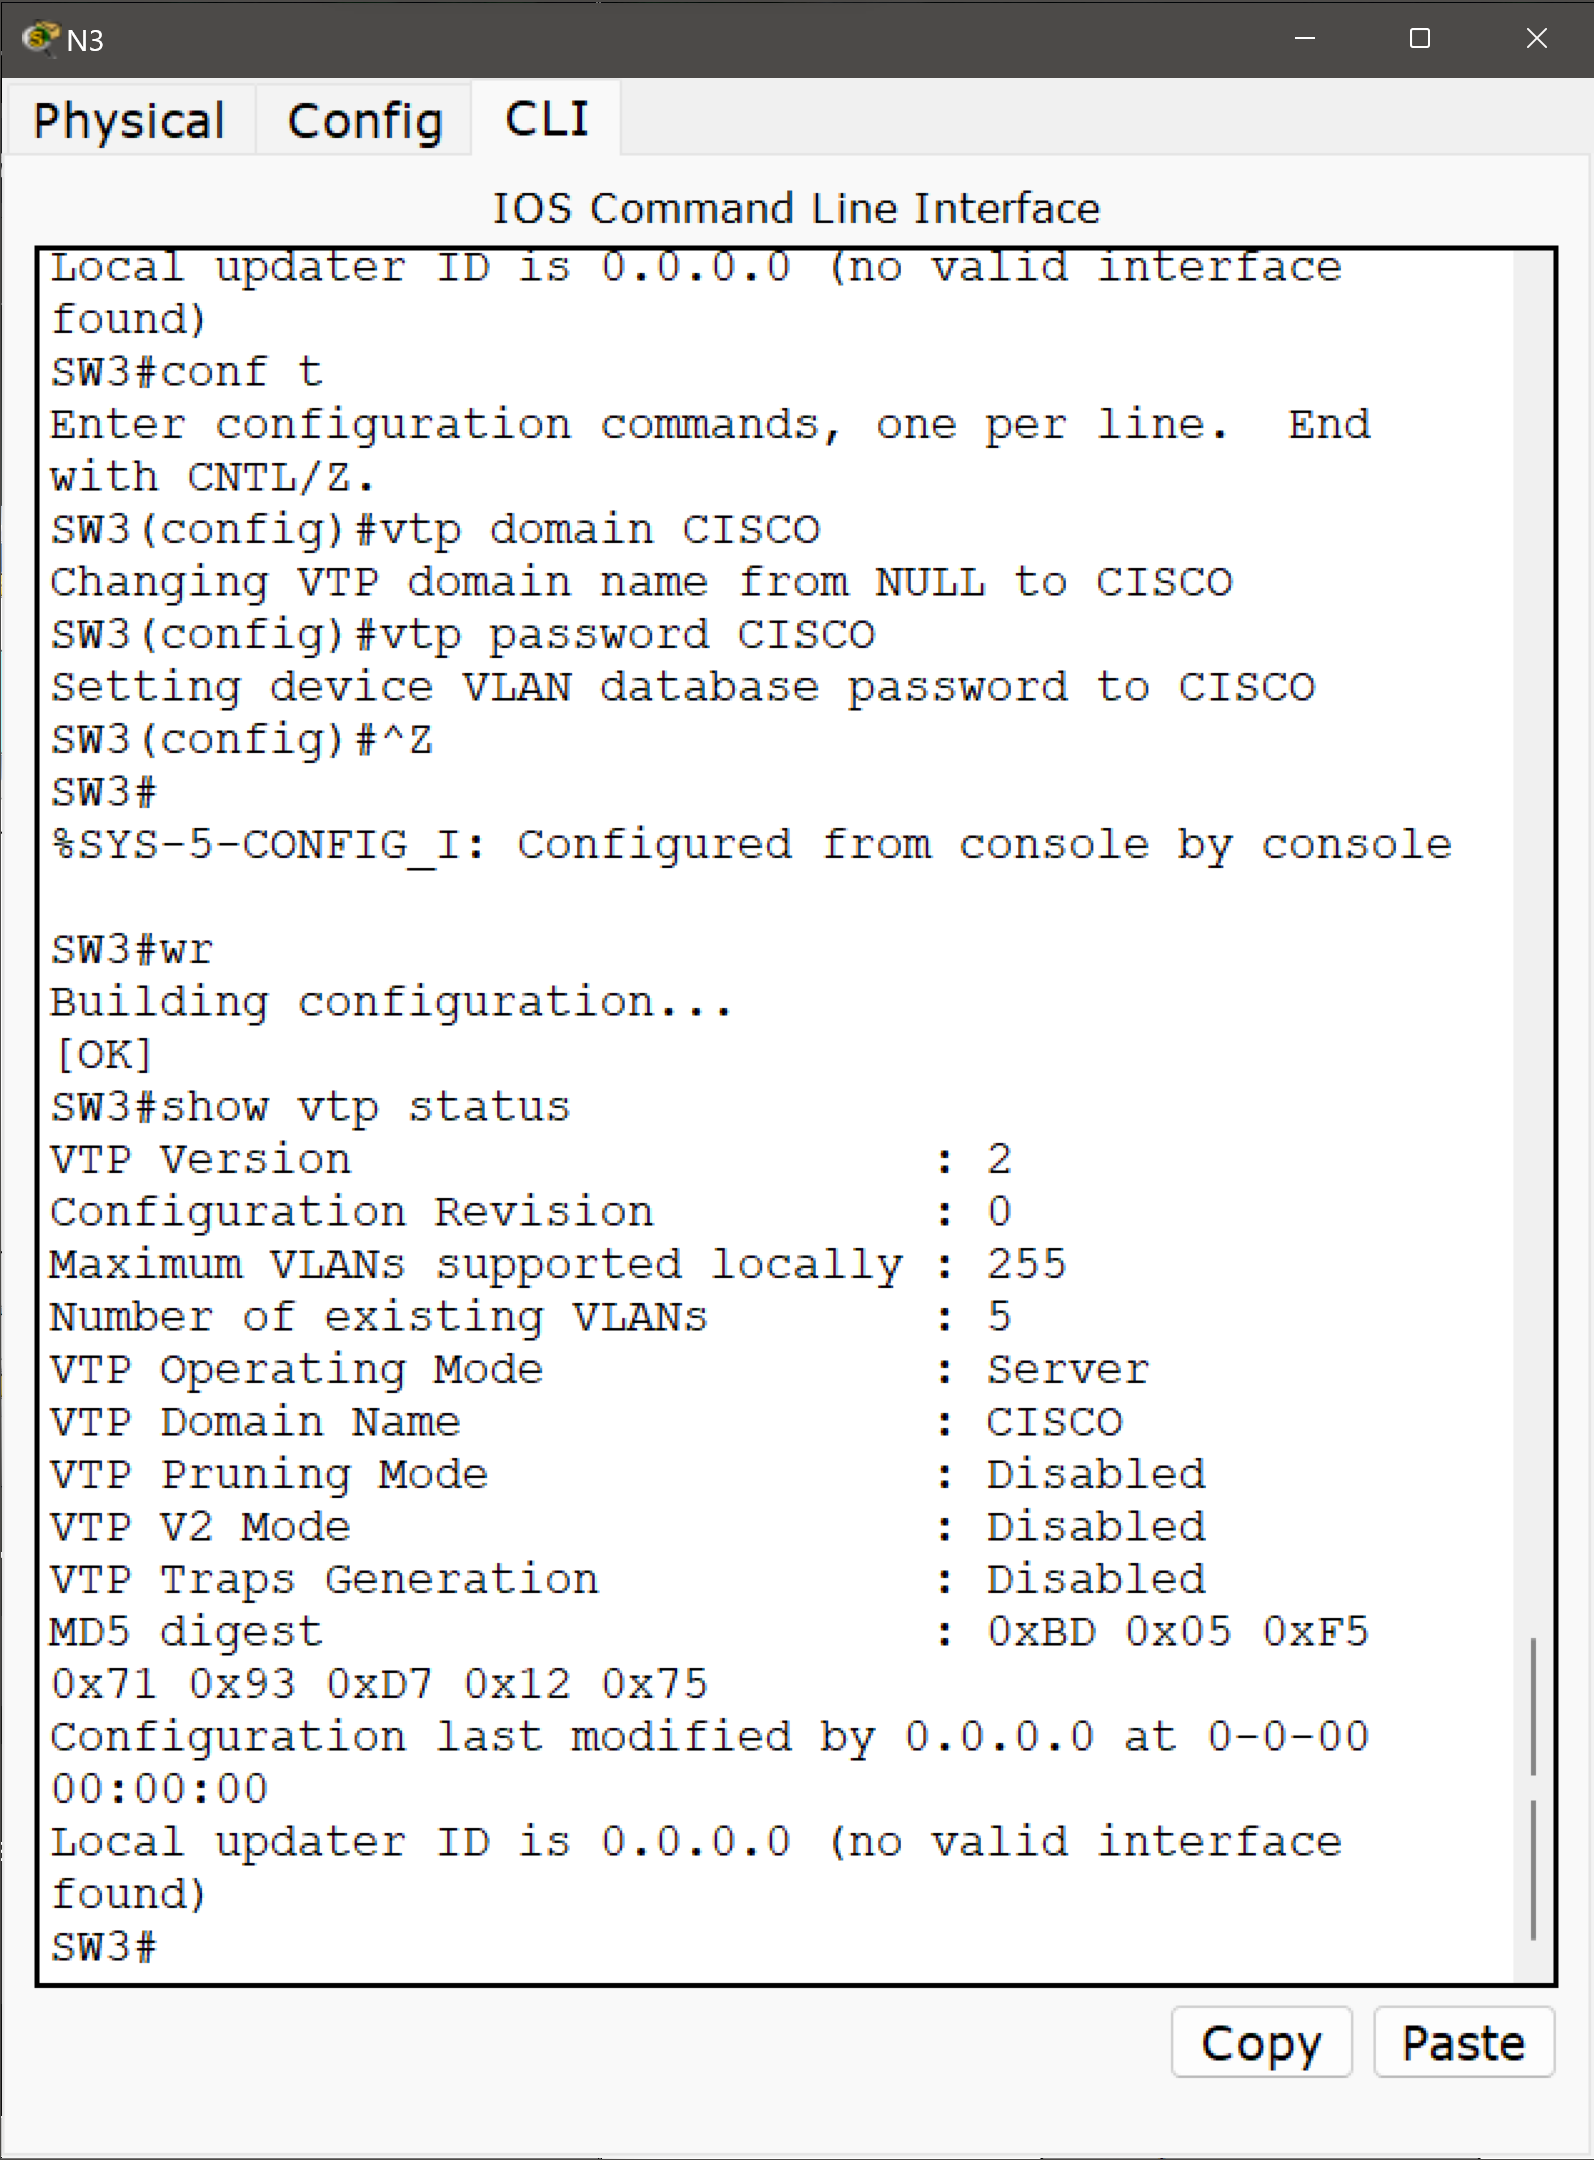 N3
Physical Config CLI
IOS Command Line Interface
Local updater ID is 0.0.0.0 (no valid interface
found)
SW3#conf t
Enter configuration commands, one per line.  End
with CNTL/Z.
SW3(config)#vtp domain CISCO
Changing VTP domain name from NULL to CISCO
SW3(config)#vtp password CISCO
Setting device VLAN database password to CISCO
SW3(config)#^Z
SW3#
%SYS-5-CONFIG_I: Configured from console by console
SW3#wr
Building configuration...
[OK]
SW3#show vtp status
VTP Version                     : 2
Configuration Revision          : 0
Maximum VLANs supported locally : 255
Number of existing VLANs        : 5
VTP Operating Mode              : Server
VTP Domain Name                 : CISCO
VTP Pruning Mode                : Disabled
VTP V2 Mode                     : Disabled
VTP Traps Generation            : Disabled
MD5 digest                      : 0xBD 0x05 0xF5
0x71 0x93 0xD7 0x12 0x75
Configuration last modified by 0.0.0.0 at 0-0-00
00:00:00
Local updater ID is 0.0.0.0 (no valid interface
found)
SW3#
Copy Paste